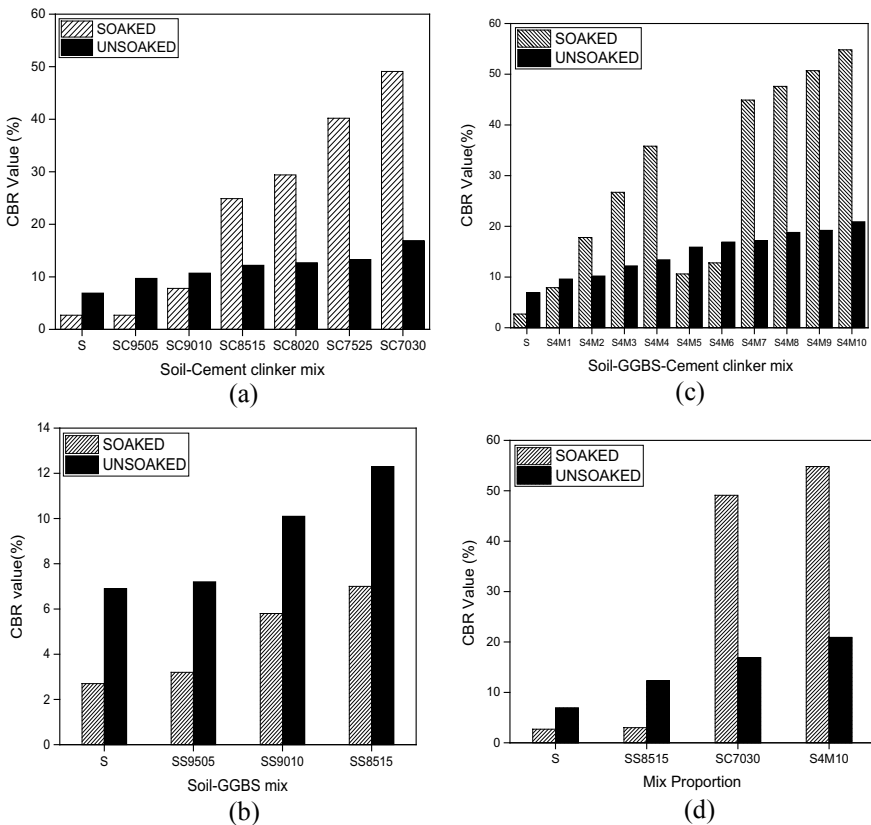 60
50
40
30
20
10
0
CBR Value (%)
SOAKED
UNSOAKED
S SC9505 SC9010 SC8515 SC8020 SC7525 SC7030
Soil-Cement clinker mix
(a)
60
50
40
30
20
10
0
CBR Value(%)
SOAKED
UNSOAKED
S S4M1 S4M2 S4M3 S4M4 S4M5 S4M6 S4M7 S4M8 S4M9 S4M10
Soil-GGBS-Cement clinker mix
(c)
14
12
10
8
6
4
2
0
CBR value(%)
SOAKED
UNSOAKED
S SS9505 SS9010 SS8515
Soil-GGBS mix
(b)
60
50
40
30
20
10
0
CBR Value (%)
SOAKED
UNSOAKED
S SS8515 SC7030 S4M10
Mix Proportion
(d)